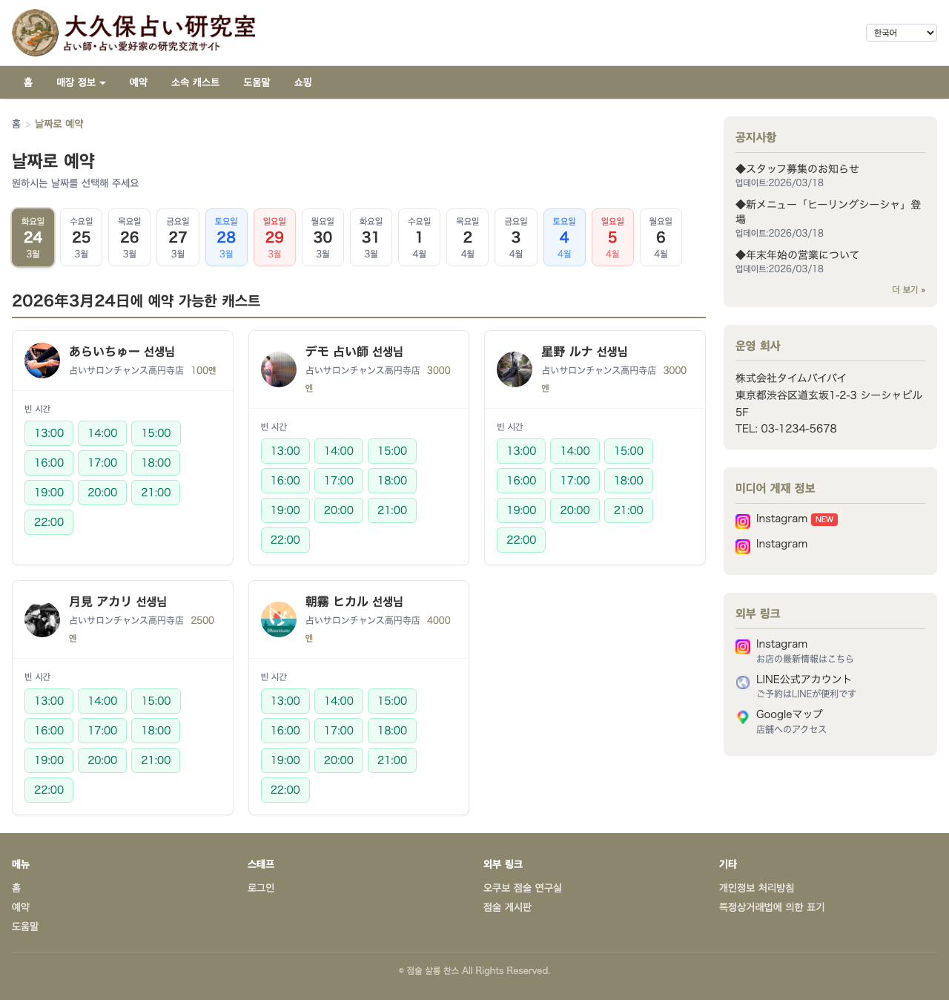 大久保占い研究室
占い師・占い愛好家の研究交流サイト
한국어
홈
매장 정보
예약
소속 캐스트
도움말
쇼핑
홈 > 날짜로 예약
날짜로 예약
원하시는 날짜를 선택해 주세요
화요일 수요일 목요일 금요일 토요일 일요일 월요일 화요일 수요일 목요일 금요일 토요일 일요일 월요일
24 25 26 27 28 29 30 31 1 2 3 4 5 6
3월 3월 3월 3월 3월 3월 3월 3월 4월 4월 4월 4월 4월 4월
2026年3月24日에 예약 가능한 캐스트
あらいちゅー 선생님
占いサロンチャンス高円寺店 100엔
빈 시간
13:00 14:00 15:00
16:00 17:00 18:00
19:00 20:00 21:00
22:00
デモ 占い師 선생님
占いサロンチャンス高円寺店 3000
엔
빈 시간
13:00 14:00 15:00
16:00 17:00 18:00
19:00 20:00 21:00
22:00
星野 ルナ 선생님
占いサロンチャンス高円寺店 3000
엔
빈 시간
13:00 14:00 15:00
16:00 17:00 18:00
19:00 20:00 21:00
22:00
月見 アカリ 선생님
占いサロンチャンス高円寺店 2500
엔
빈 시간
13:00 14:00 15:00
16:00 17:00 18:00
19:00 20:00 21:00
22:00
朝霧 ヒカル 선생님
占いサロンチャンス高円寺店 4000
엔
빈 시간
13:00 14:00 15:00
16:00 17:00 18:00
19:00 20:00 21:00
22:00
공지사항
◆スタッフ募集のお知らせ
업데이트:2026/03/18
◆新メニュー「ヒーリングシーシャ」登
場
업데이트:2026/03/18
◆年末年始の営業について
업데이트:2026/03/18
더 보기 »
운영 회사
株式会社タイムバイバイ
東京都渋谷区道玄坂1-2-3 シーシャビル
5F
TEL: 03-1234-5678
미디어 게재 정보
Instagram NEW
Instagram
외부 링크
Instagram
お店の最新情報はこちら
LINE公式アカウント
ご予約はLINEが便利です
Googleマップ
店舗へのアクセス
메뉴
홈
예약
도움말
스태프
로그인
외부 링크
오쿠보 점술 연구실
점술 게시판
기타
개인정보 처리방침
특정상거래법에 의한 표기
© 점술 살롱 찬스 All Rights Reserved.